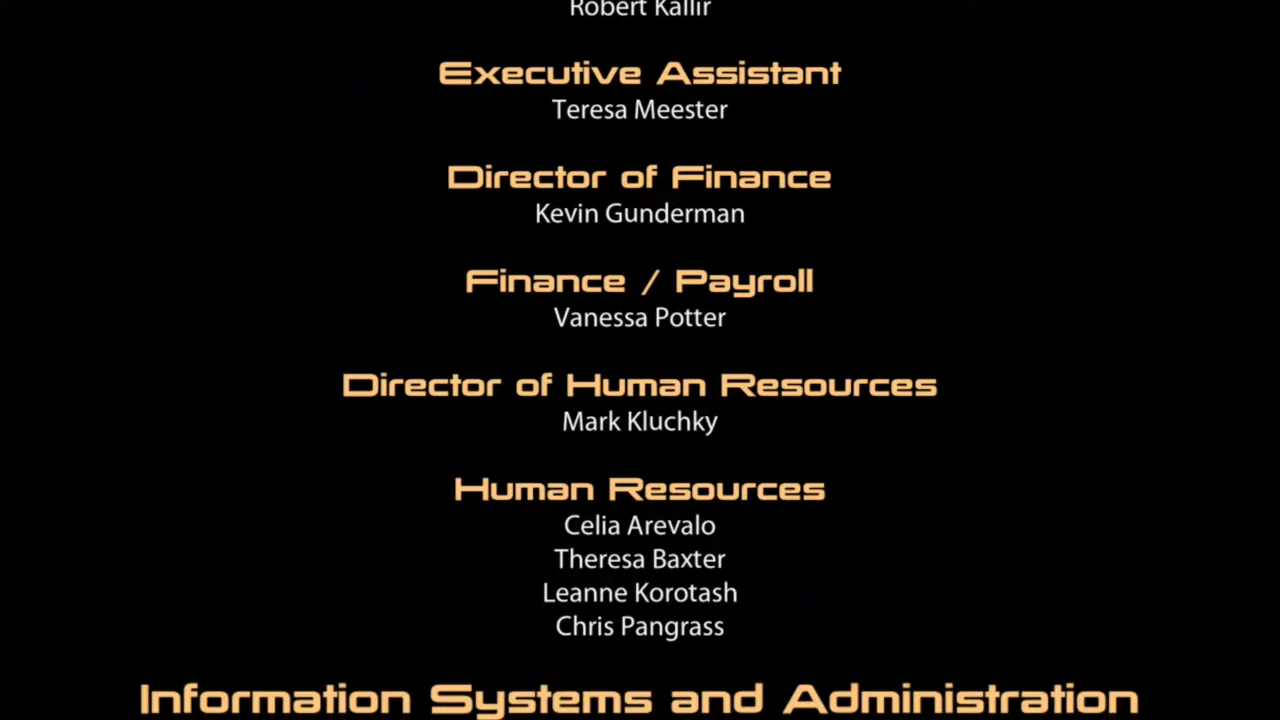 Robert Kallir
Executive Assistant
Teresa Meester
Director of Finance
Kevin Gunderman
Finance / Payroll
Vanessa Potter
Director of Human Resources
Mark Kluchky
Human Resources
Celia Arevalo
Theresa Baxter
Leanne Korotash
Chris Pangrass
Information Systems and Administration